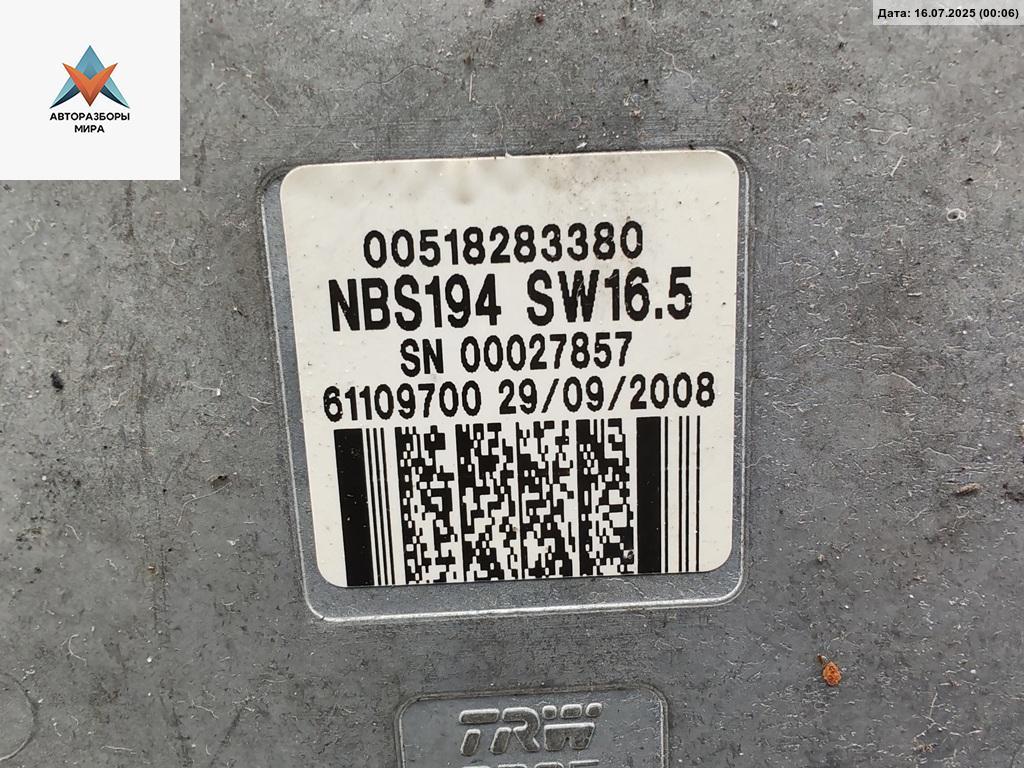 Дата: 16.07.2025 (00:06)
АВТОРАЗБОРЫ
МИРА
00518283380
NBS194 SW16.5
SN 00027857
61109700 29/09/2008
TRW